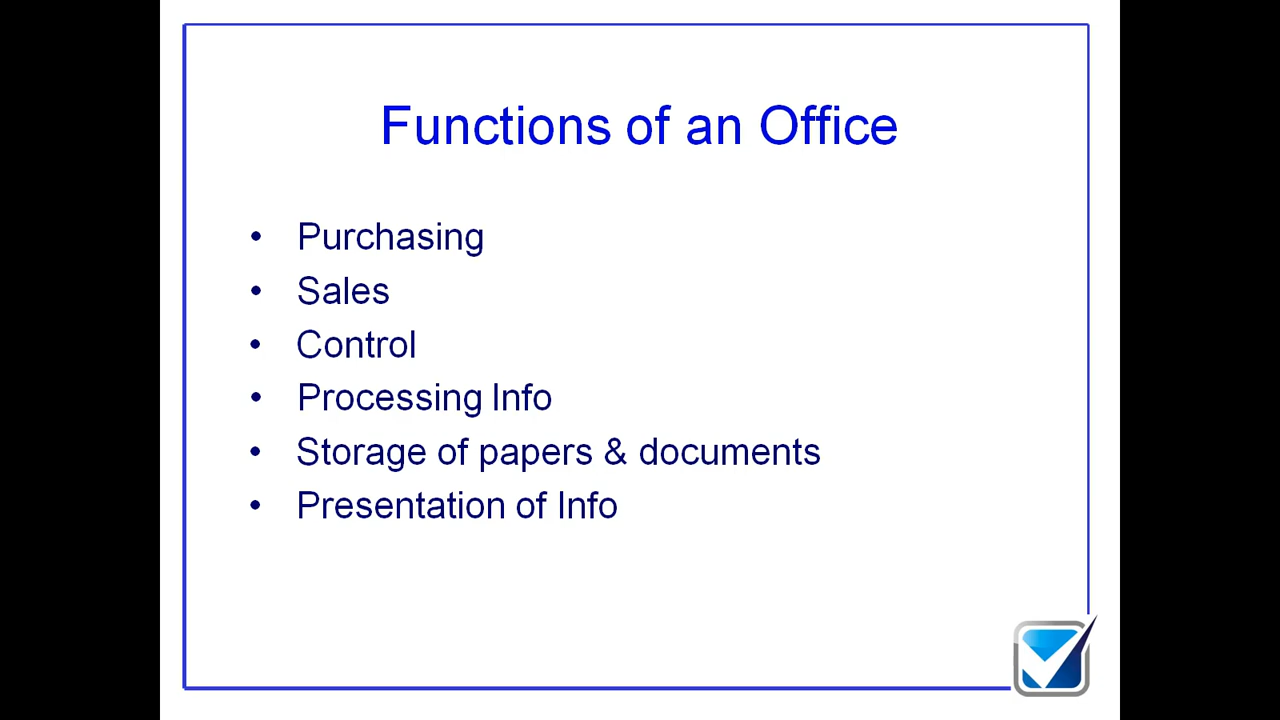 Functions of an Office
• Purchasing
• Sales
• Control
• Processing Info
• Storage of papers & documents
• Presentation of Info